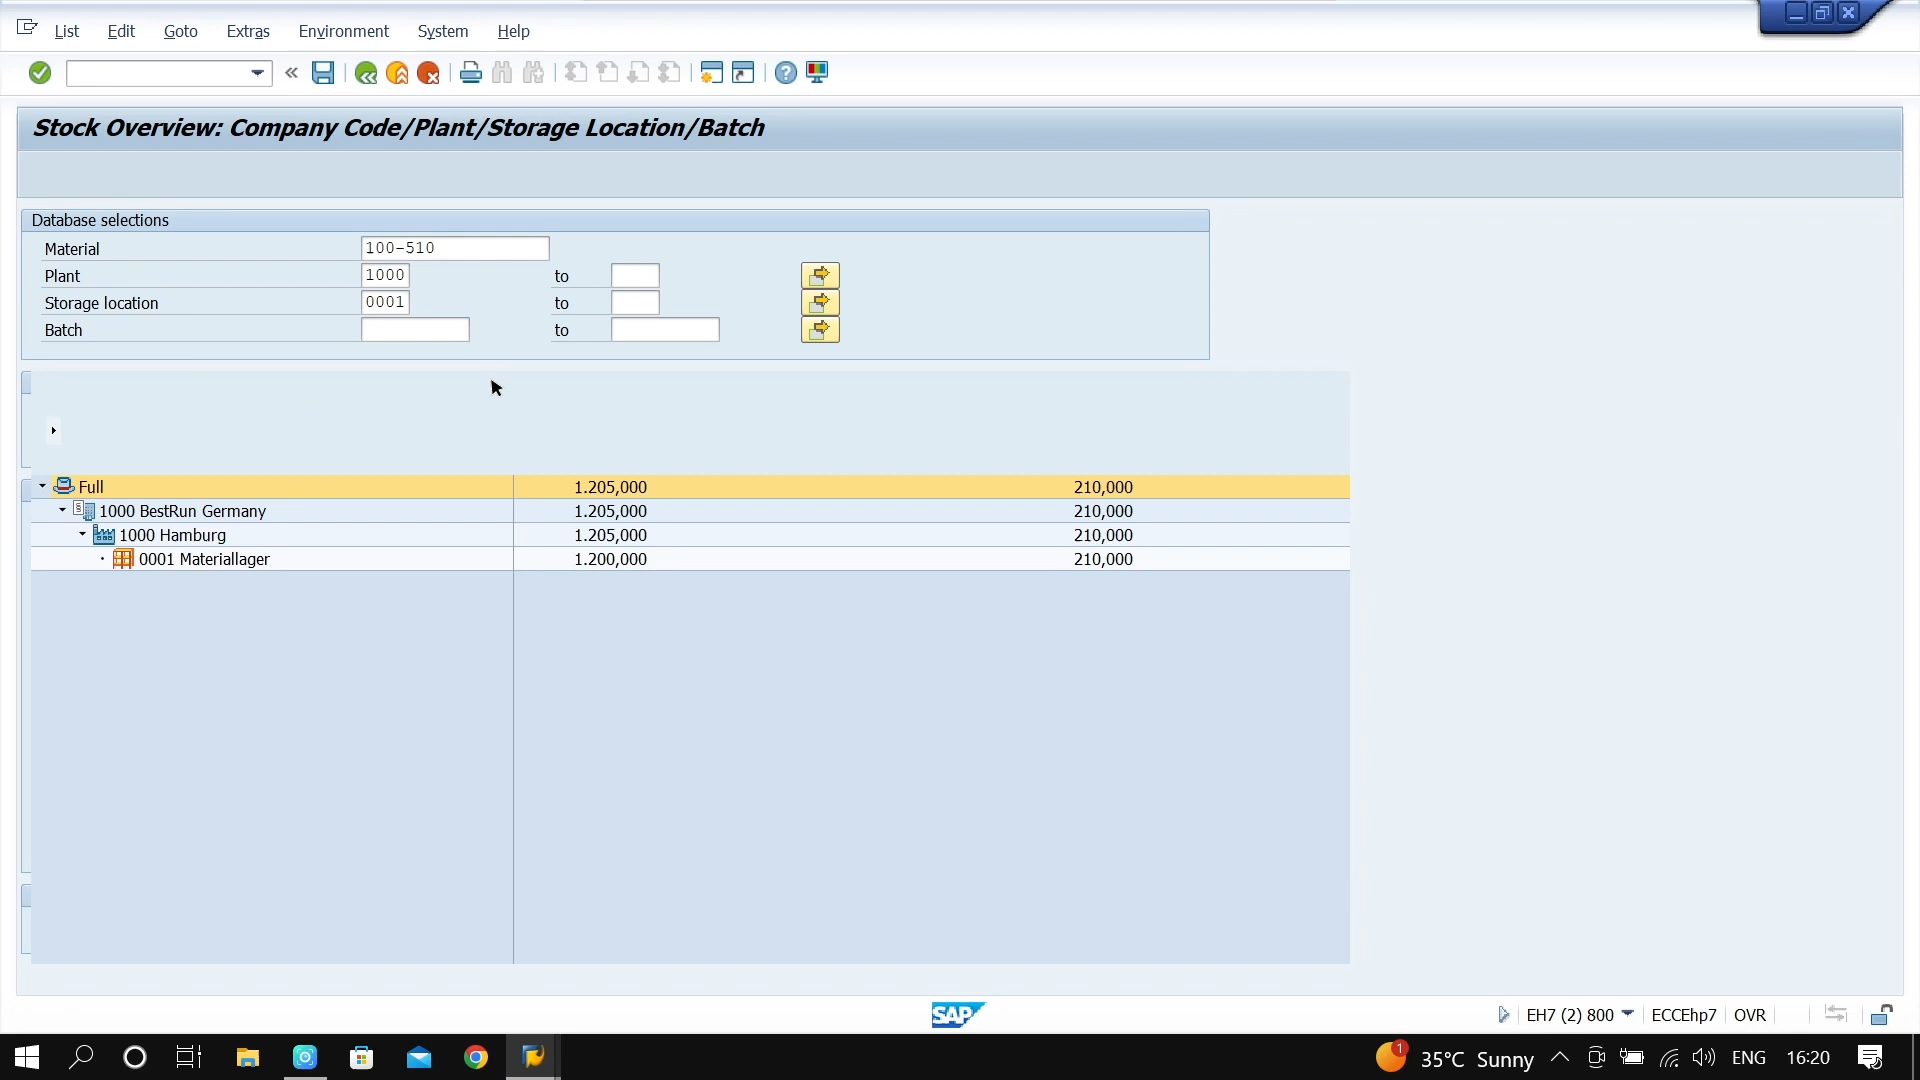 List Edit Goto Extras Environment System Help
Stock Overview: Company Code/Plant/Storage Location/Batch
Database selections
Material 100-510
Plant 1000 to
Storage location 0001 to
Batch to
Full 1.205,000 210,000
1000 BestRun Germany 1.205,000 210,000
1000 Hamburg 1.205,000 210,000
0001 Materiallager 1.200,000 210,000
SAP EH7 (2) 800 ECCEhp7 OVR
1 35°C Sunny ENG 16:20